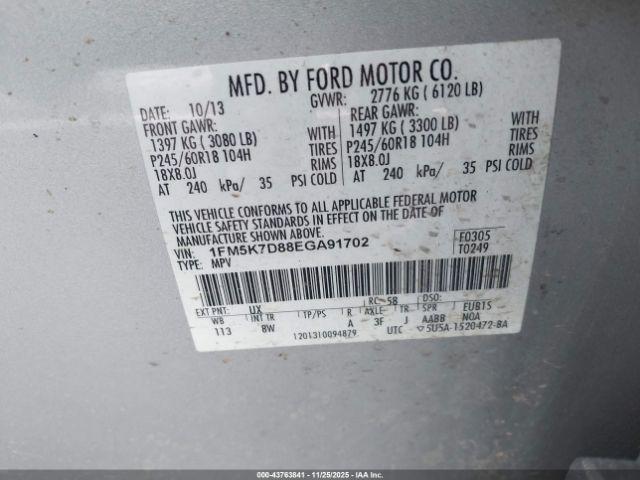 MFD. BY FORD MOTOR CO.
DATE: 10/13 GVWR: 2776 KG ( 6120 LB)
FRONT GAWR: REAR GAWR:
1397 KG ( 3080 LB) WITH 1497 KG ( 3300 LB) WITH
P245/60R18 104H TIRES P245/60R18 104H TIRES
18X8.0J RIMS 18X8.0J RIMS
AT 240 kPa/ 35 PSI COLD AT 240 kPa/ 35 PSI COLD
THIS VEHICLE CONFORMS TO ALL APPLICABLE FEDERAL MOTOR
VEHICLE SAFETY STANDARDS IN EFFECT ON THE DATE OF
MANUFACTURE SHOWN ABOVE.
VIN: 1FM5K7D88EGA91702 F0305
TYPE: MPV T0249
EXT PNT: UX RC: 58 DSO:
WB INT TR TP/PS R AXLE TR SPR EUB15
113 8W A 3F J AABB NOA
1201310094879 UTC 5U5A-1520472-BA
000-43763841 - 11/25/2025 - IAAI.COM